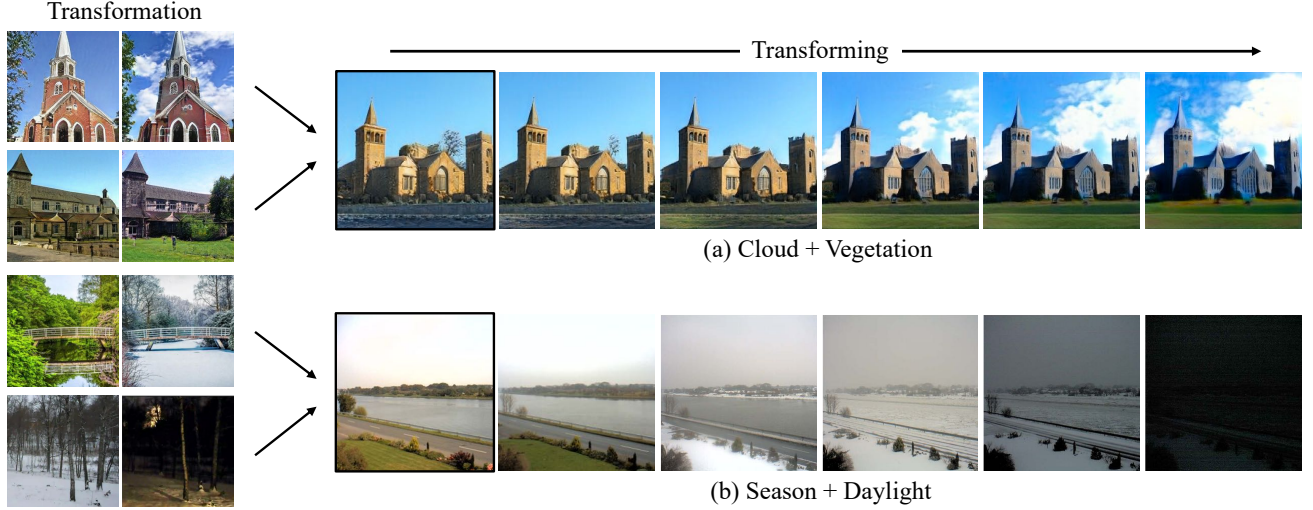 Transformation
Transforming
(a) Cloud + Vegetation
(b) Season + Daylight